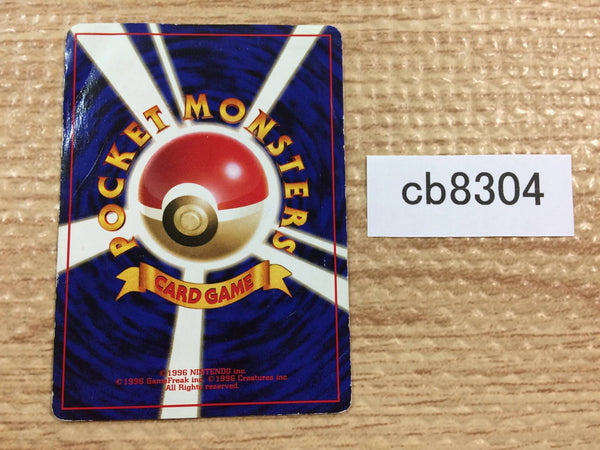 POCKET MONSTERS
CARD GAME
©1996 NINTENDO inc.
©1996 GameFreak inc. ©1996 Creatures inc.
All Rights reserved.
cb8304